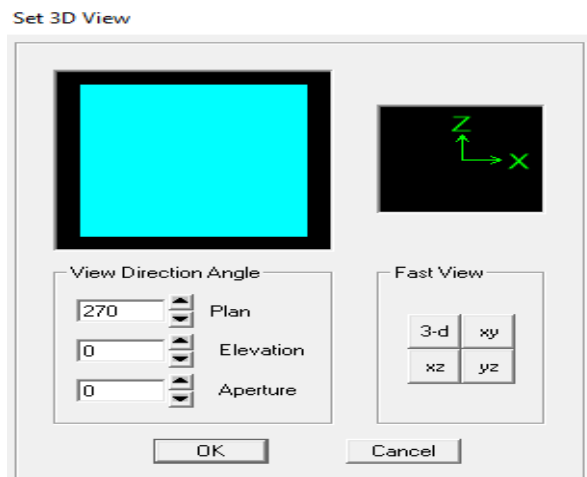 Set 3D View
Z
X
View Direction Angle
270 Plan
0 Elevation
0 Aperture
Fast View
3-d xy
xz yz
OK Cancel